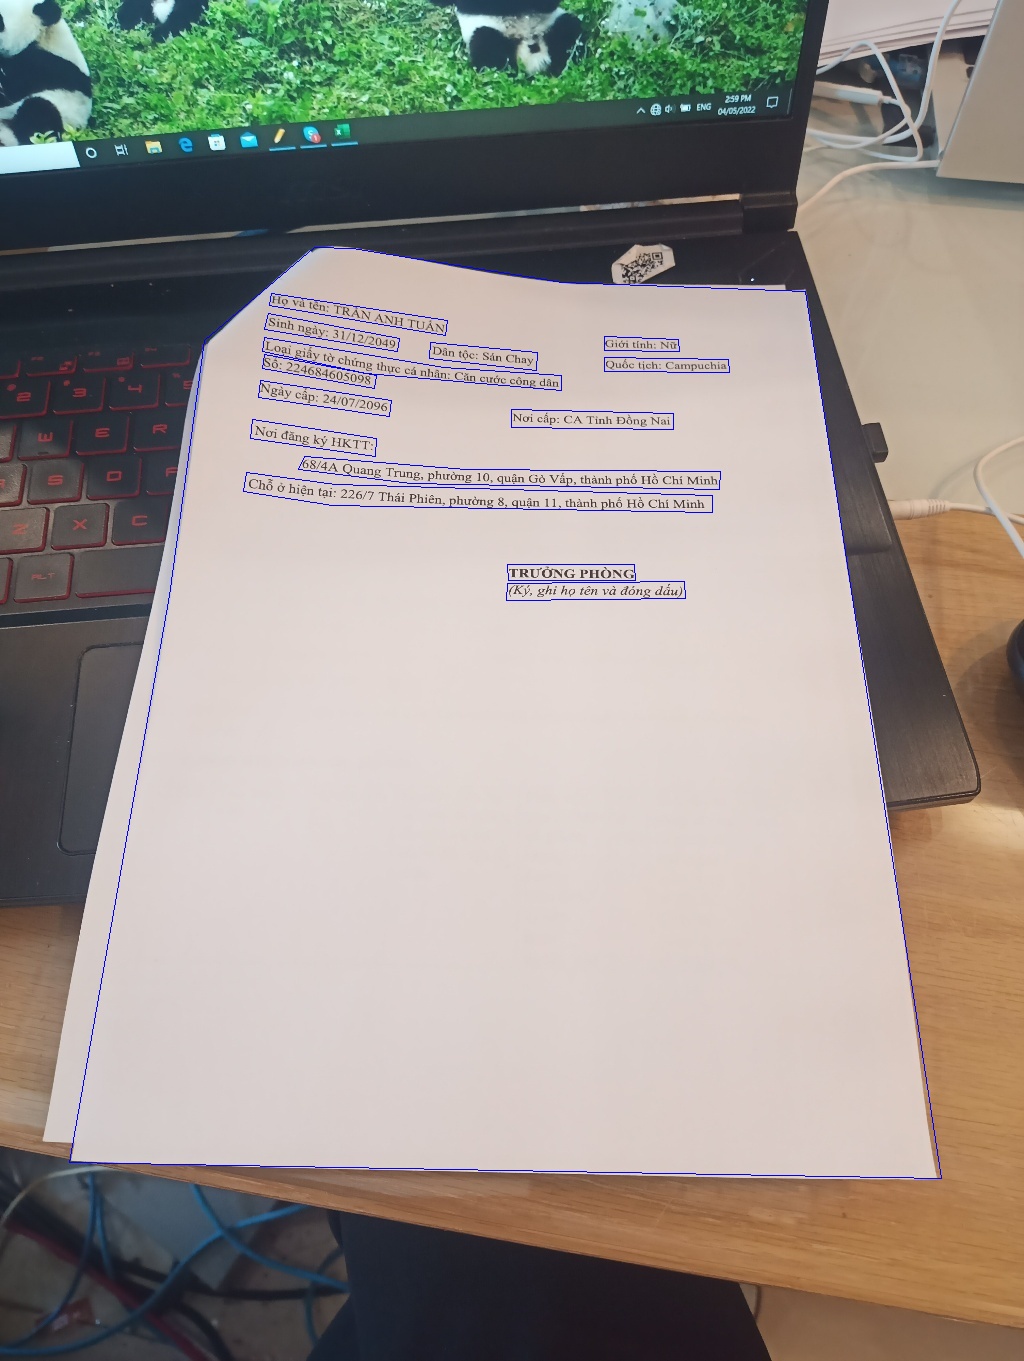 2:59 PM
ENG
04/05/2022
Họ và tên: TRẦN ANH TUẤN
Sinh ngày: 31/12/2049 Dân tộc: Sán Chay Giới tính: Nữ
Loại giấy tờ chứng thực cá nhân: Căn cước công dân Quốc tịch: Campuchia
Số: 224684605098
Ngày cấp: 24/07/2096 Nơi cấp: CA Tỉnh Đồng Nai
Nơi đăng ký HKTT:
68/4A Quang Trung, phường 10, quận Gò Vấp, thành phố Hồ Chí Minh
Chỗ ở hiện tại: 226/7 Thái Phiên, phường 8, quận 11, thành phố Hồ Chí Minh
TRƯỞNG PHÒNG
(Ký, ghi họ tên và đóng dấu)
W E R
Z X C
ALT